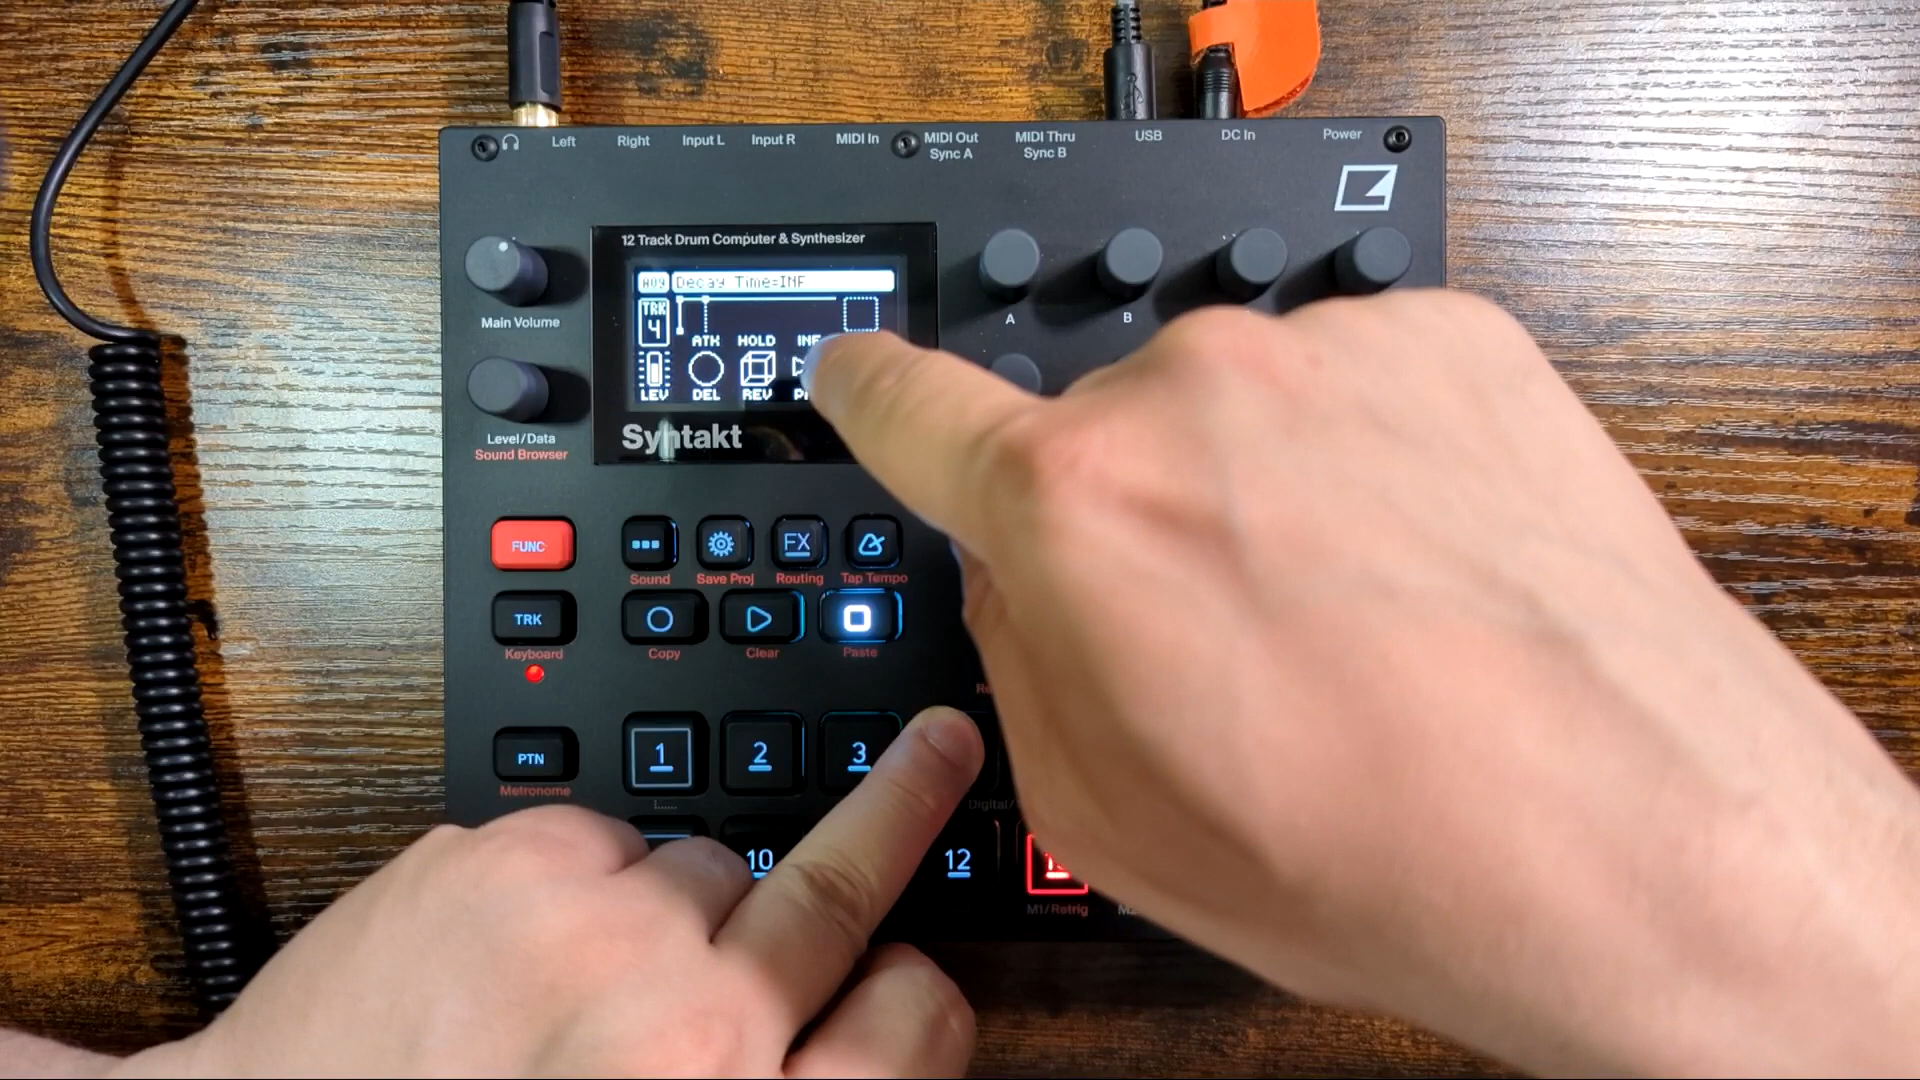 Left Right Input L Input R MIDI In MIDI Out MIDI Thru USB DC In Power
Sync A Sync B
12 Track Drum Computer & Synthesizer
Decay Time=INF
TRK
4
ATK HOLD INF
LEV DEL REV
Syntakt
Main Volume
Level/Data
Sound Browser
A B
FUNC FX
Sound Save Proj Routing Tap Tempo
TRK
Keyboard Copy Clear Paste
PTN 1 2 3
Metronome
Digital/
10 12
M1/Retrig